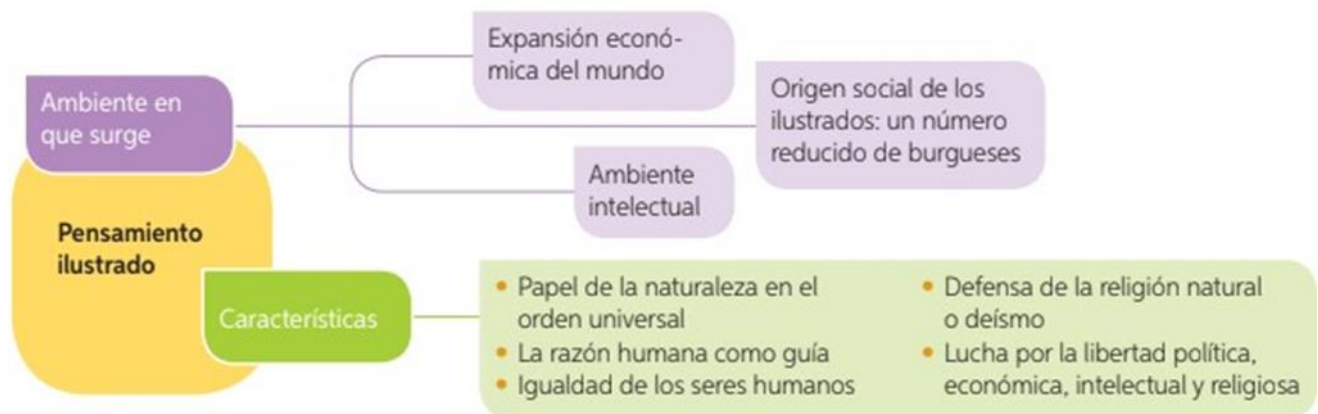 Pensamiento
ilustrado
Ambiente en
que surge
Expansión econó-
mica del mundo
Origen social de los
ilustrados: un número
reducido de burgueses
Ambiente
intelectual
Características
• Papel de la naturaleza en el
orden universal
• La razón humana como guía
• Igualdad de los seres humanos
• Defensa de la religión natural
o deísmo
• Lucha por la libertad política,
económica, intelectual y religiosa